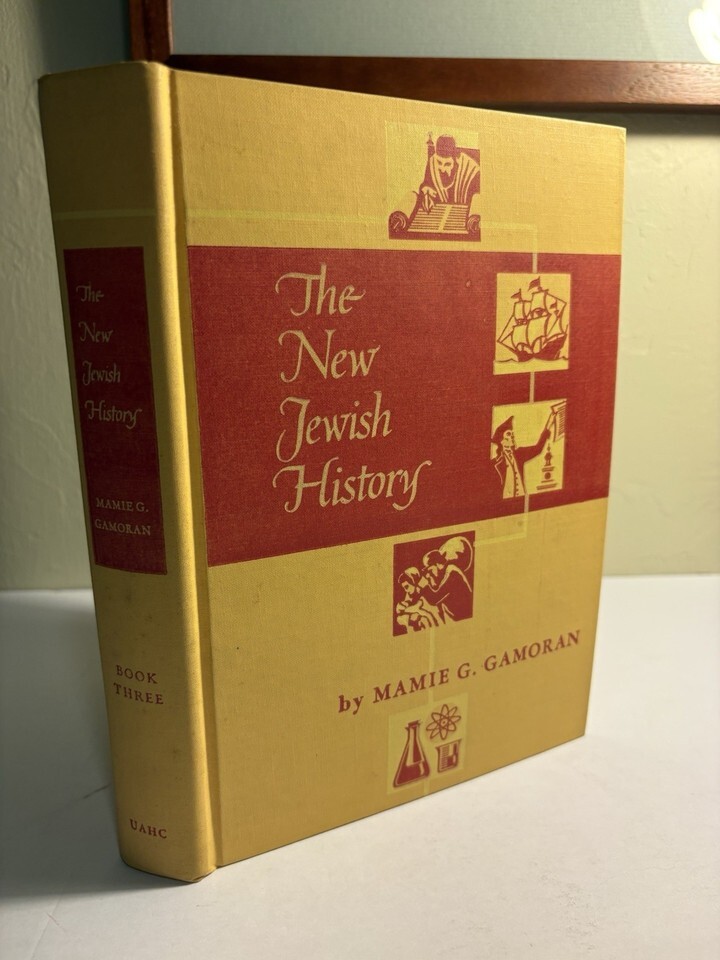 The
New
Jewish
History
MAMIE G.
GAMORAN
BOOK
THREE
UAHC
The
New
Jewish
History
by MAMIE G. GAMORAN